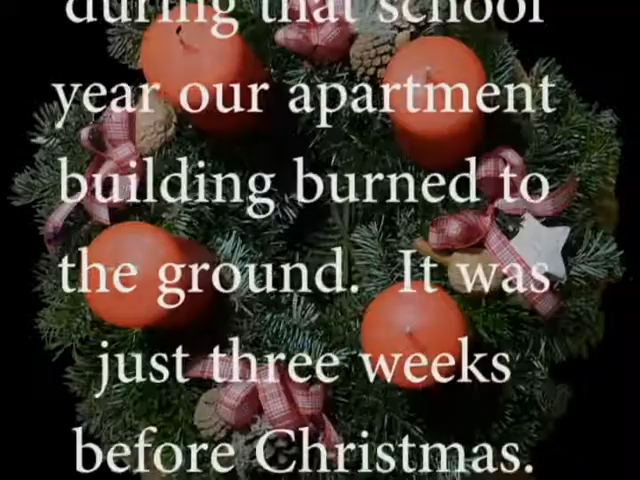 during that school
year our apartment
building burned to
the ground. It was
just three weeks
before Christmas.